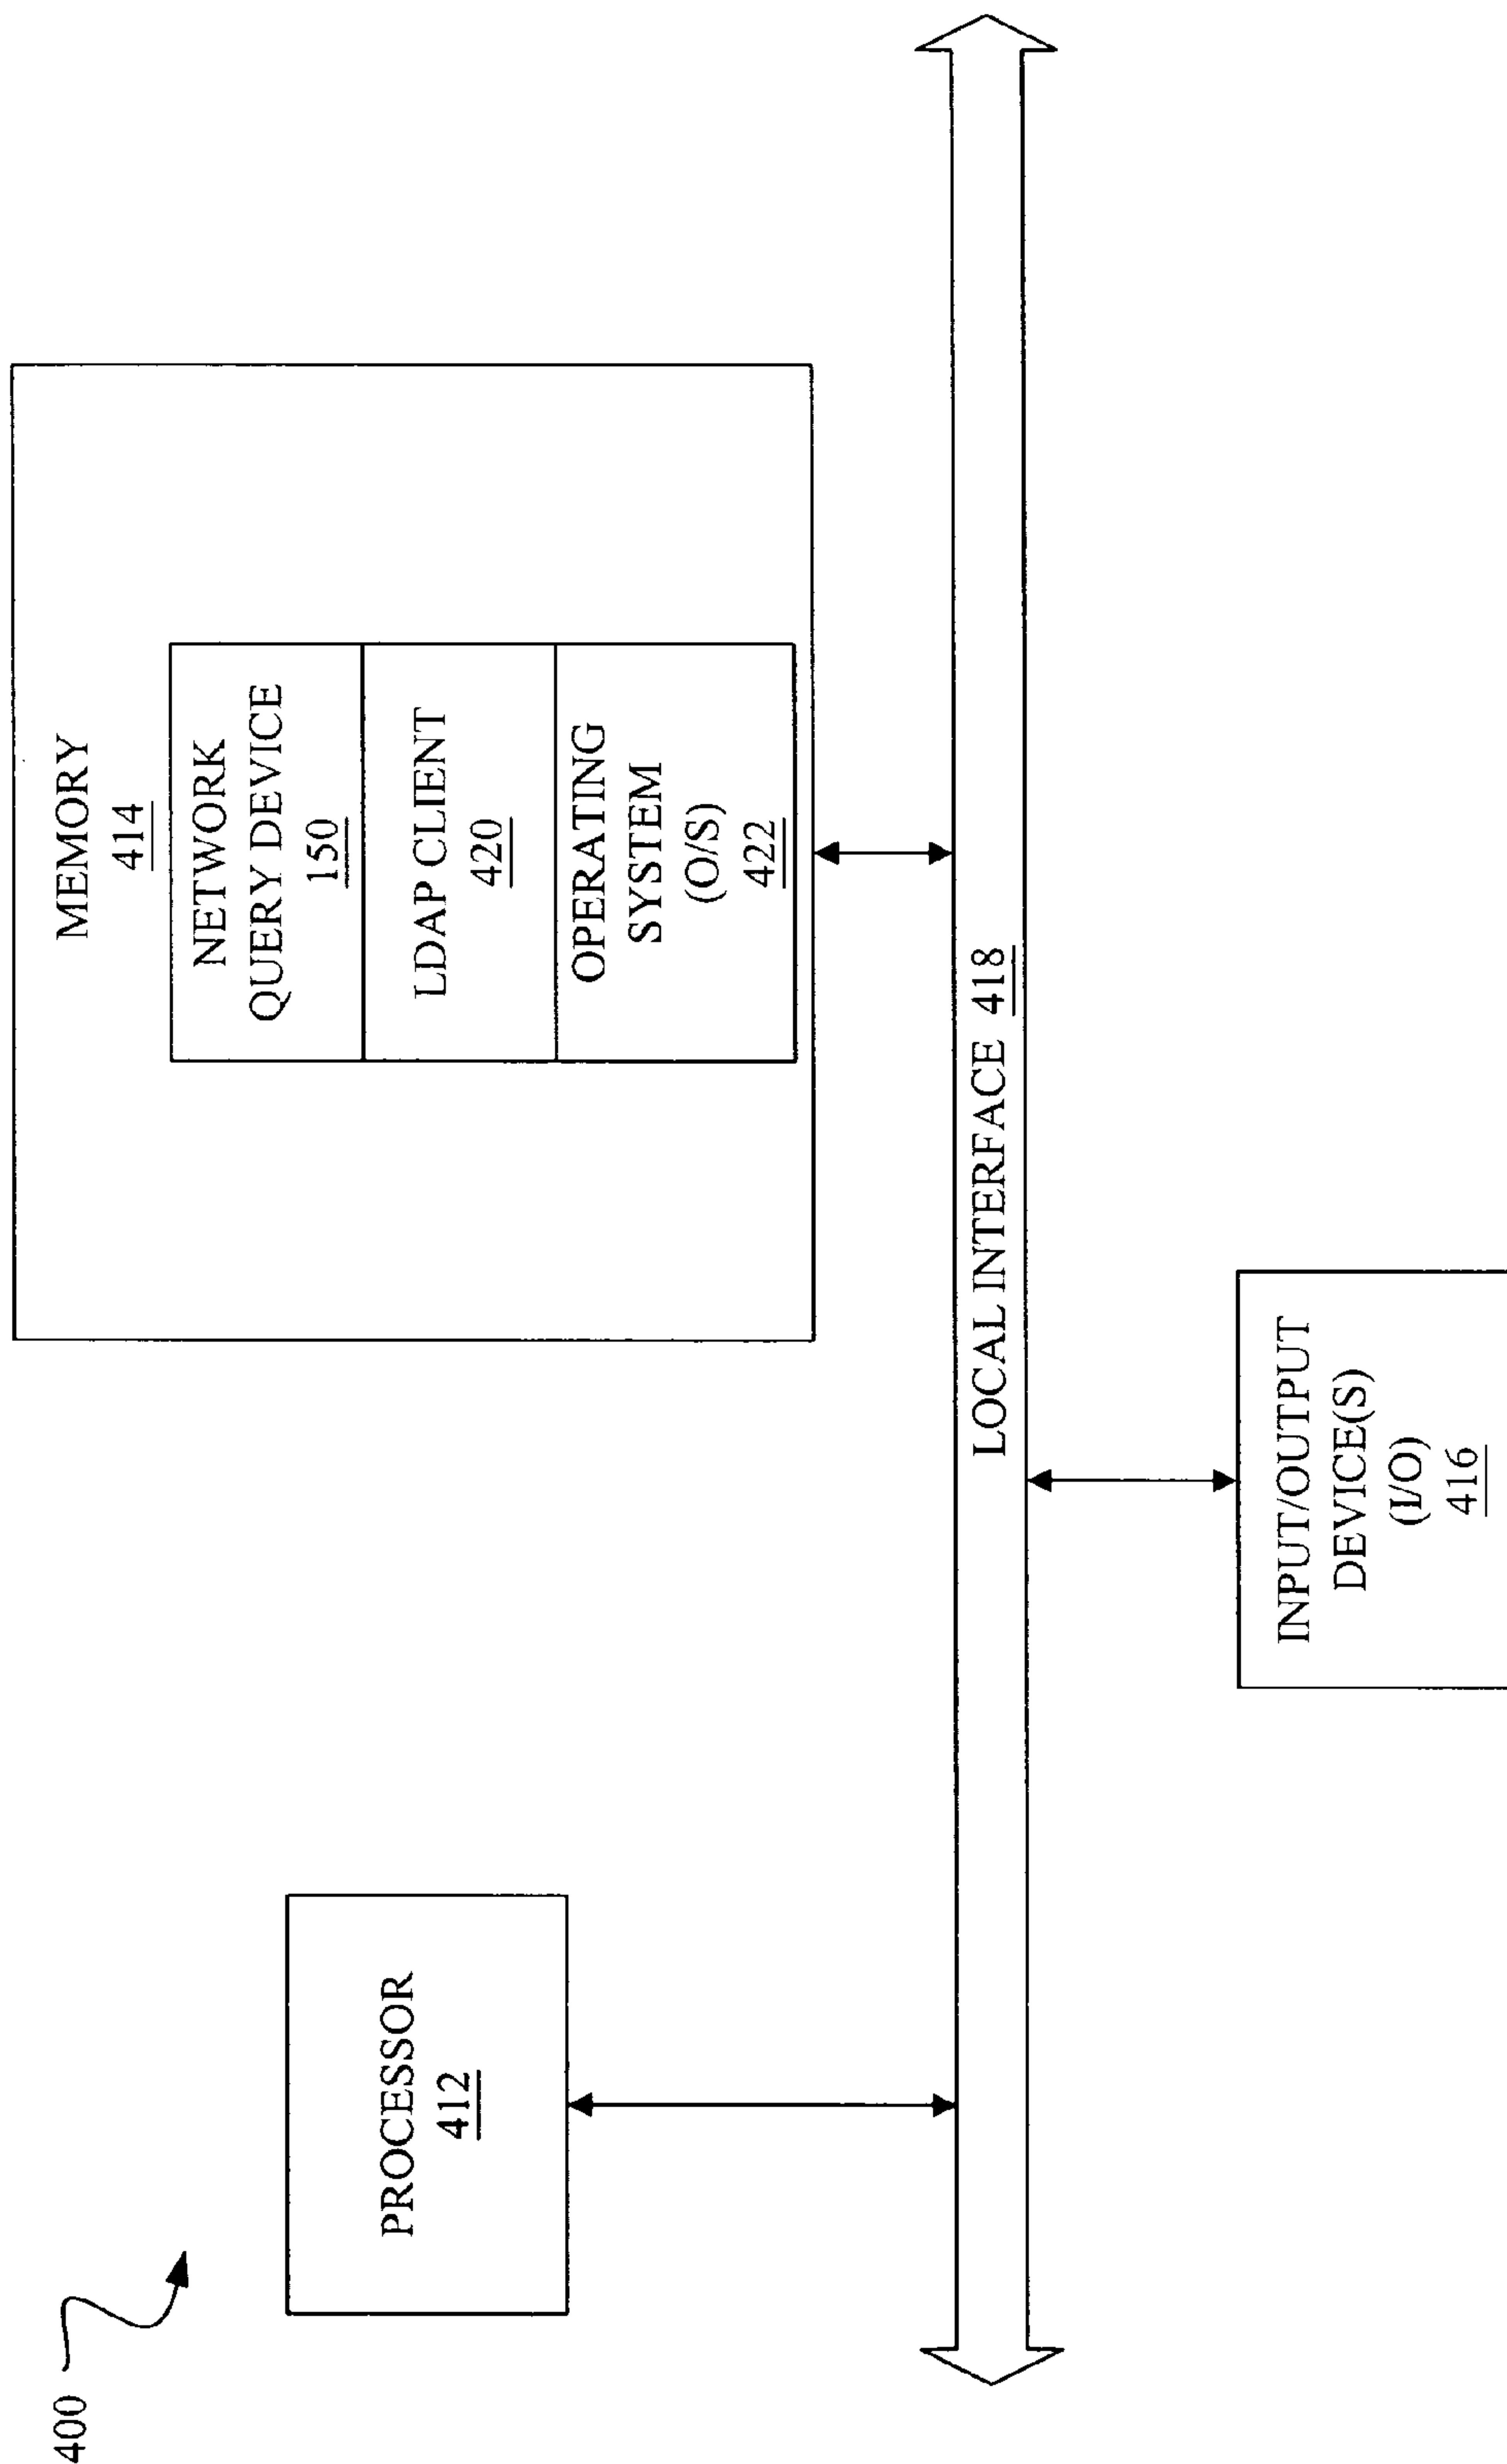 400
PROCESSOR
412
MEMORY
414
NETWORK
QUERY DEVICE
150
LDAP CLIENT
420
OPERATING
SYSTEM
(O/S)
422
LOCAL INTERFACE 418
INPUT/OUTPUT
DEVICE(S)
(I/O)
416